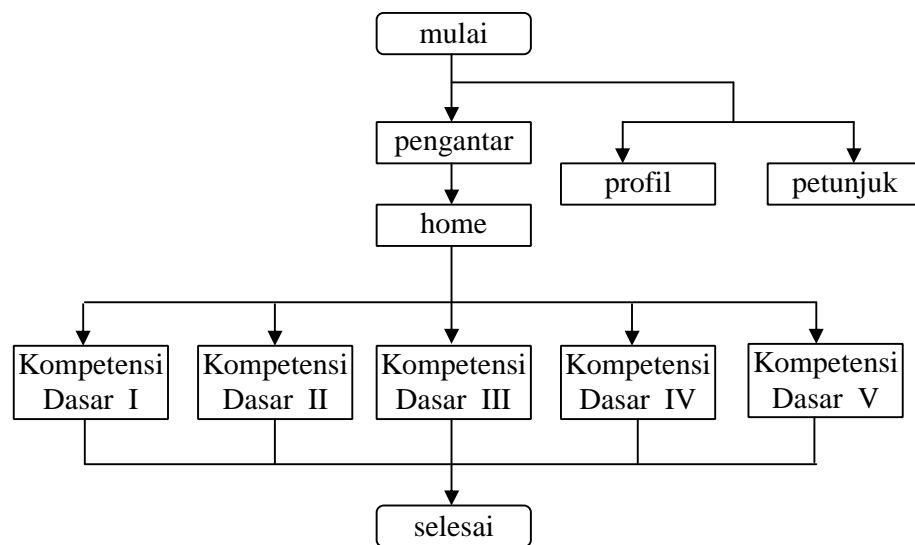 mulai
pengantar
profil
petunjuk
home
Kompetensi
Dasar I
Kompetensi
Dasar II
Kompetensi
Dasar III
Kompetensi
Dasar IV
Kompetensi
Dasar V
selesai